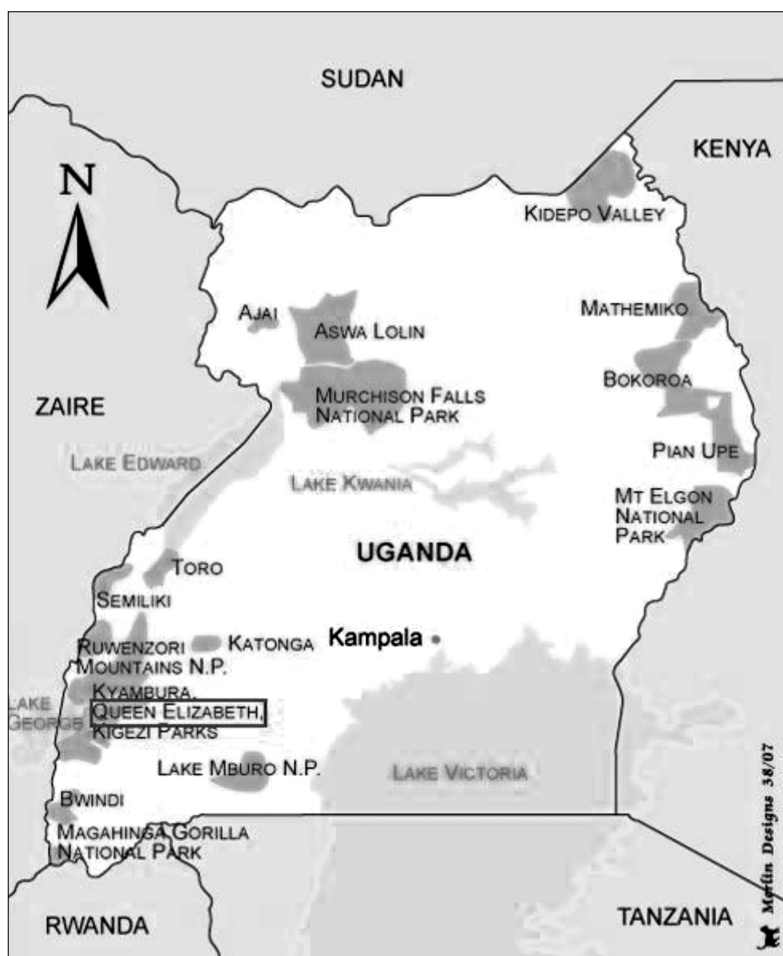 SUDAN
KENYA
N
KIDEPO VALLEY
AJAI
ASWA LOLIN
MATHEMIKO
ZAIRE
BOKOROA
MURCHISON FALLS
NATIONAL PARK
PIAN UPE
LAKE EDWARD
LAKE KWANIA
MT ELGON
NATIONAL
PARK
UGANDA
TORO
SEMILIKI
RUWENZORI
MOUNTAINS N.P.
KATONGA
Kampala
KYAMBURA,
QUEEN ELIZABETH,
KIGEZI PARKS
LAKE
GEORGE
LAKE MBURO N.P.
LAKE VICTORIA
BWINDI
MAGAHINGA GORILLA
NATIONAL PARK
RWANDA
TANZANIA
Merlin Designs 38/07